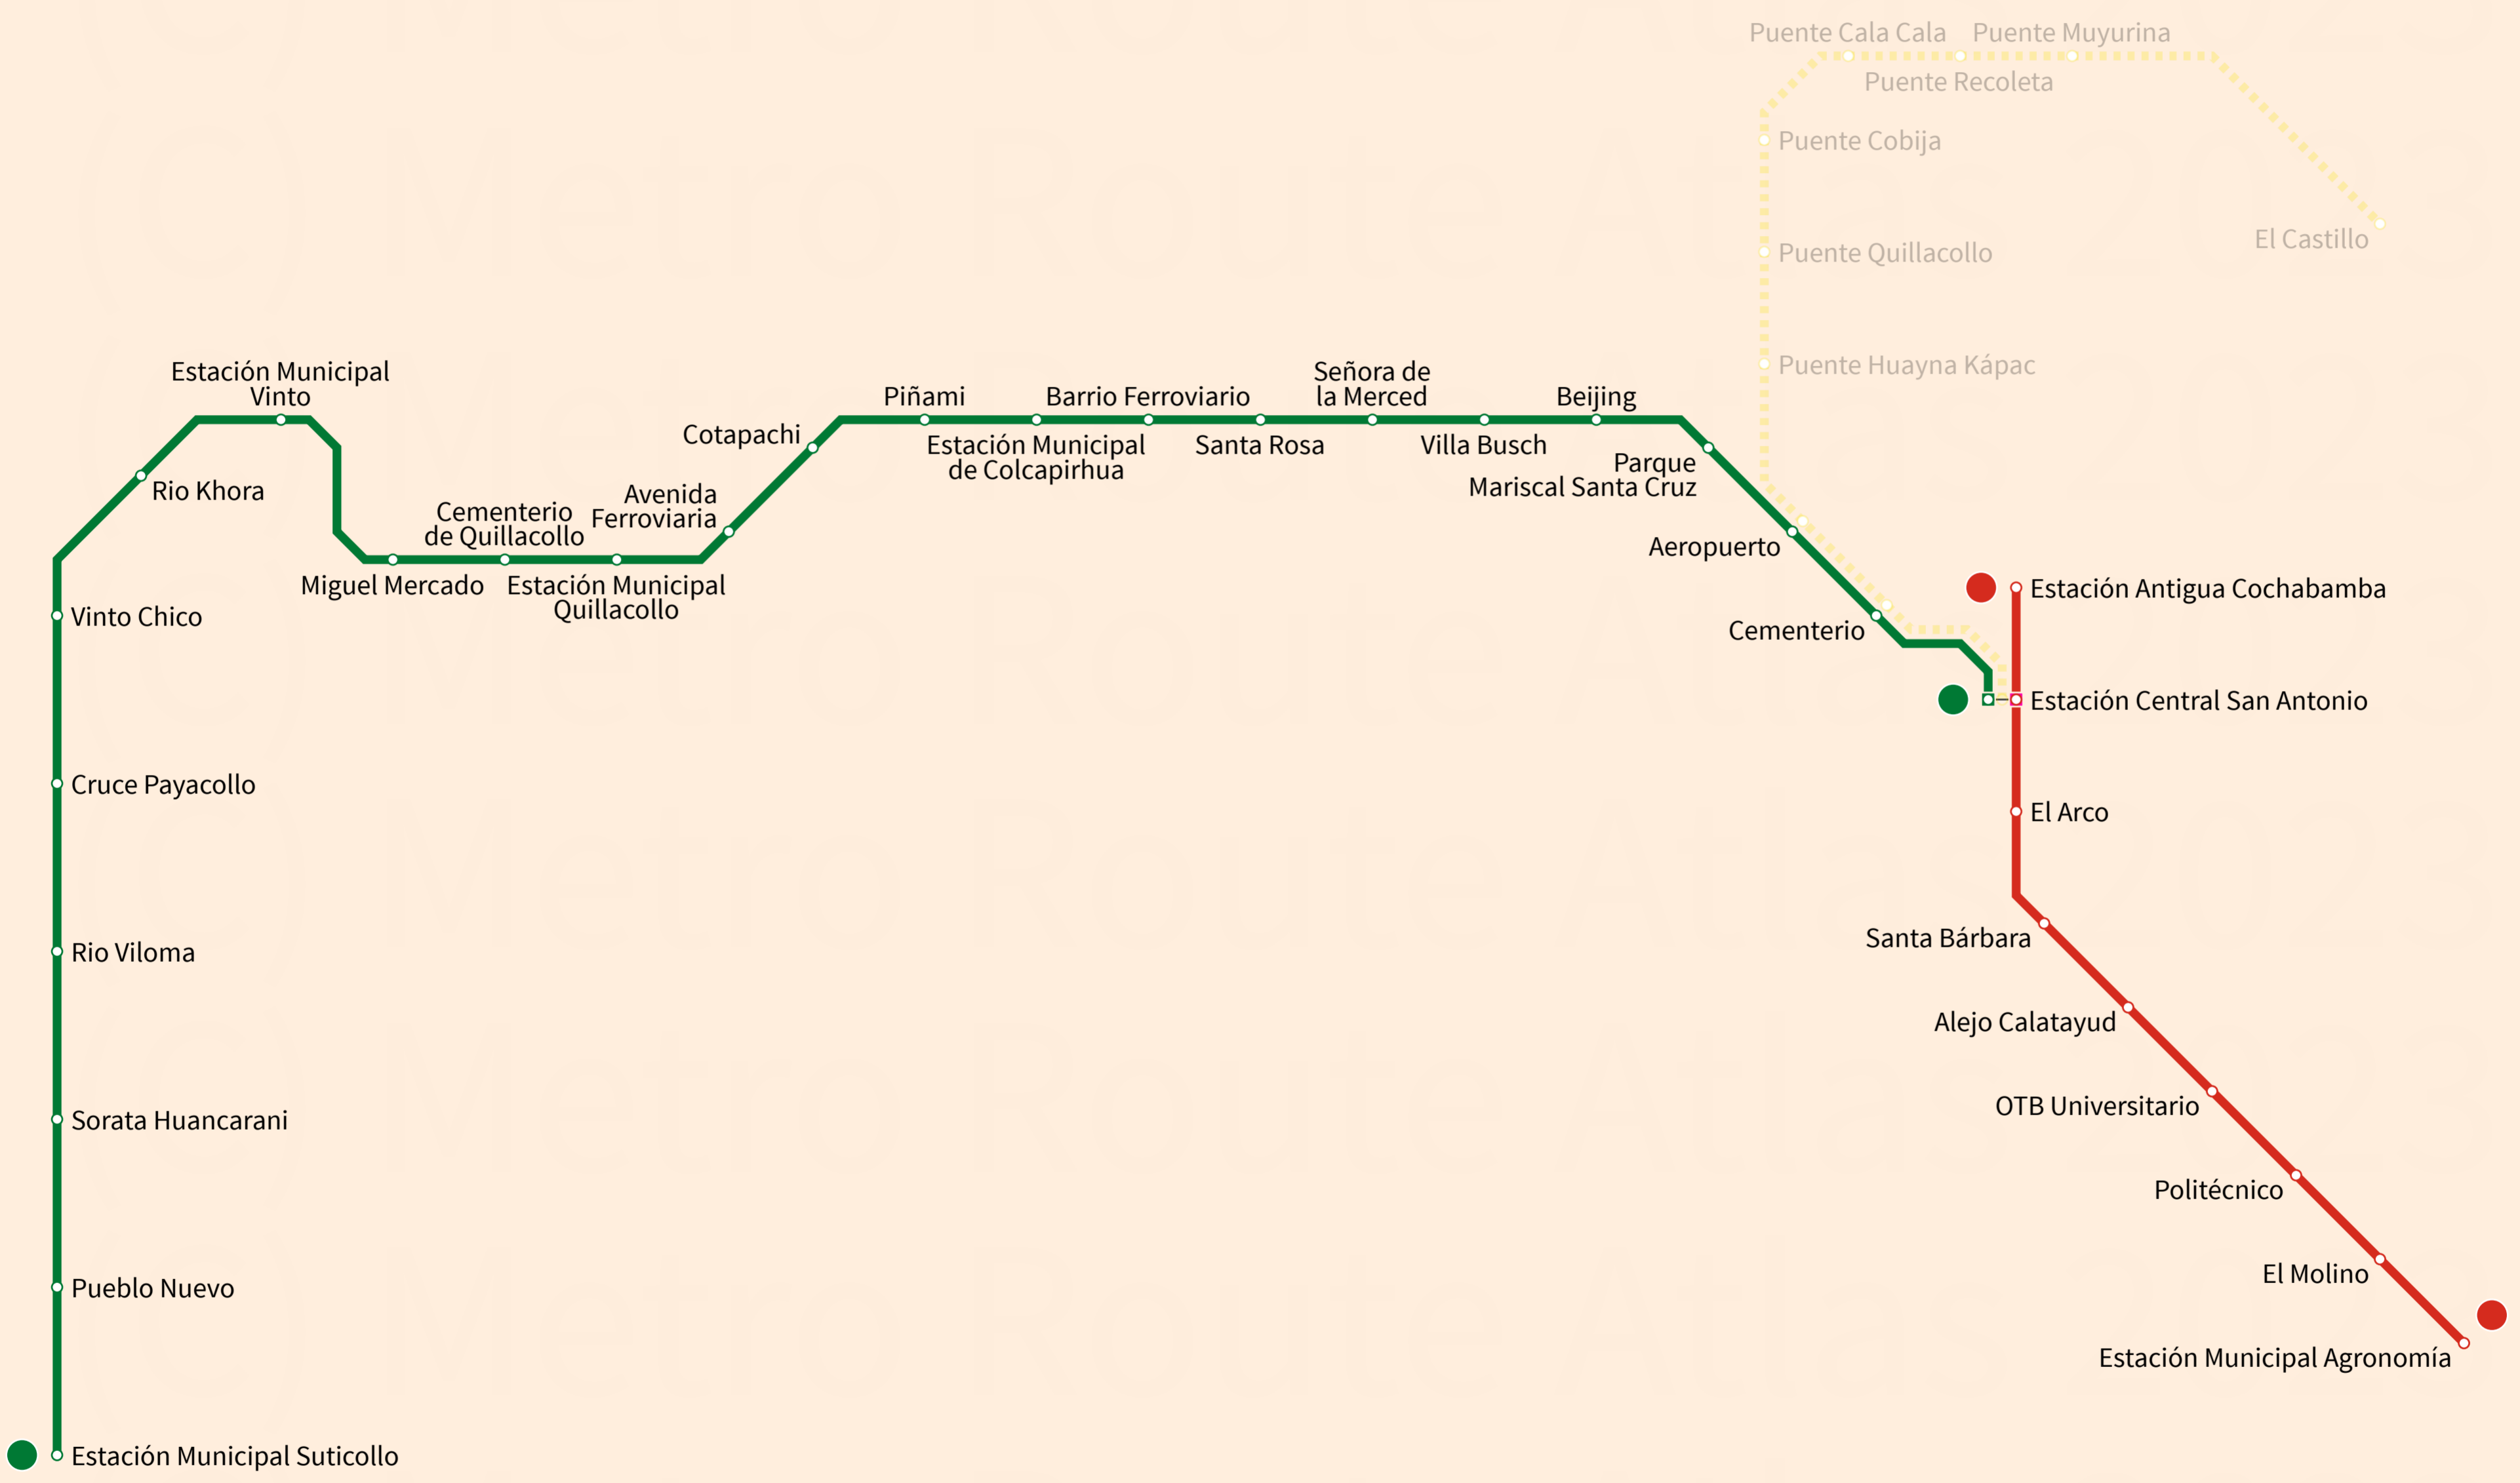 Puente Cala Cala
Puente Muyurina
Puente Recoleta
Puente Cobija
El Castillo
Puente Quillacollo
Puente Huayna Kápac
Estación Municipal
Vinto
Rio Khora
Cementerio
de Quillacollo
Avenida
Ferroviaria
Cotapachi
Piñami
Barrio Ferroviario
Señora de
la Merced
Beijing
Estación Municipal
de Colcapirhua
Santa Rosa
Villa Busch
Parque
Mariscal Santa Cruz
Aeropuerto
Miguel Mercado
Estación Municipal
Quillacollo
Estación Antigua Cochabamba
Vinto Chico
Cementerio
Estación Central San Antonio
Cruce Payacollo
El Arco
Santa Bárbara
Rio Viloma
Alejo Calatayud
OTB Universitario
Sorata Huancarani
Politécnico
El Molino
Pueblo Nuevo
Estación Municipal Agronomía
Estación Municipal Suticollo